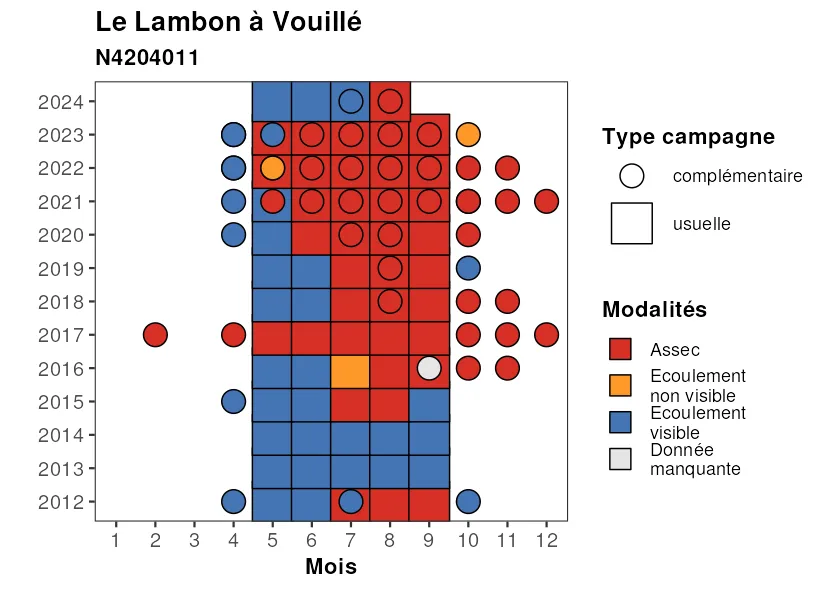 Le Lambon à Vouillé
N4204011
2024
2023
2022
2021
2020
2019
2018
2017
2016
2015
2014
2013
2012
1 2 3 4 5 6 7 8 9 10 11 12
Mois
Type campagne
complémentaire
usuelle
Modalités
Assec
Ecoulement
non visible
Ecoulement
visible
Donnée
manquante